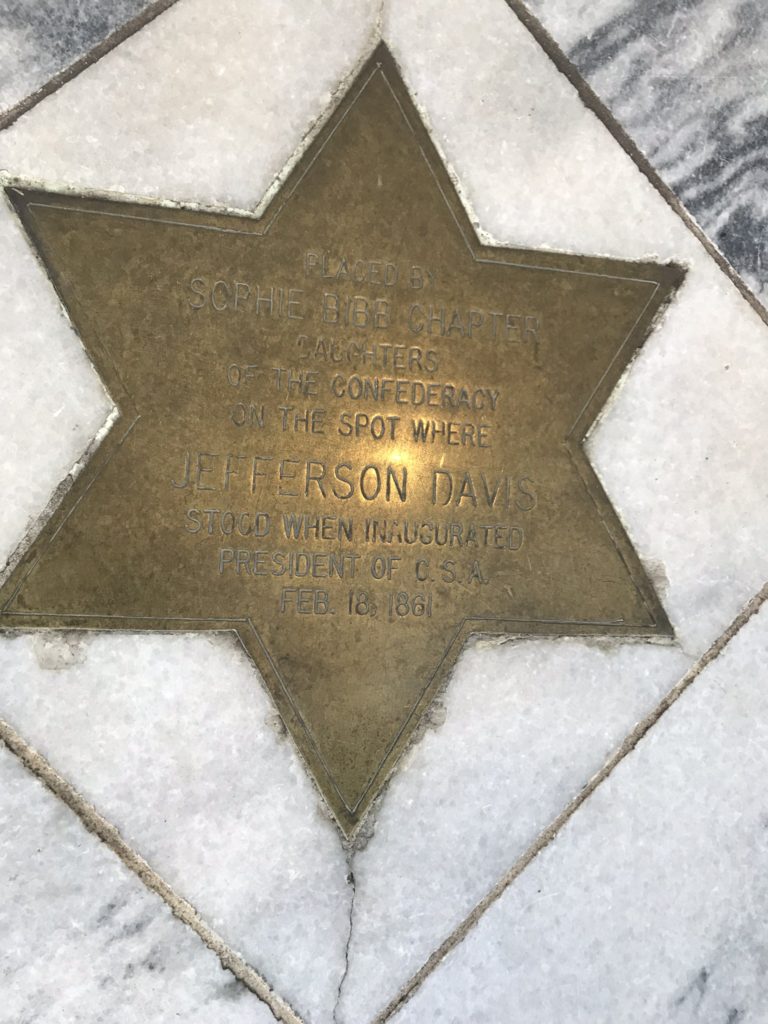 PLACED BY
SOPHIE BIBB CHAPTER
DAUGHTERS
OF THE CONFEDERACY
ON THE SPOT WHERE
JEFFERSON DAVIS
STOOD WHEN INAUGURATED
PRESIDENT OF C.S.A.
FEB. 18, 1861